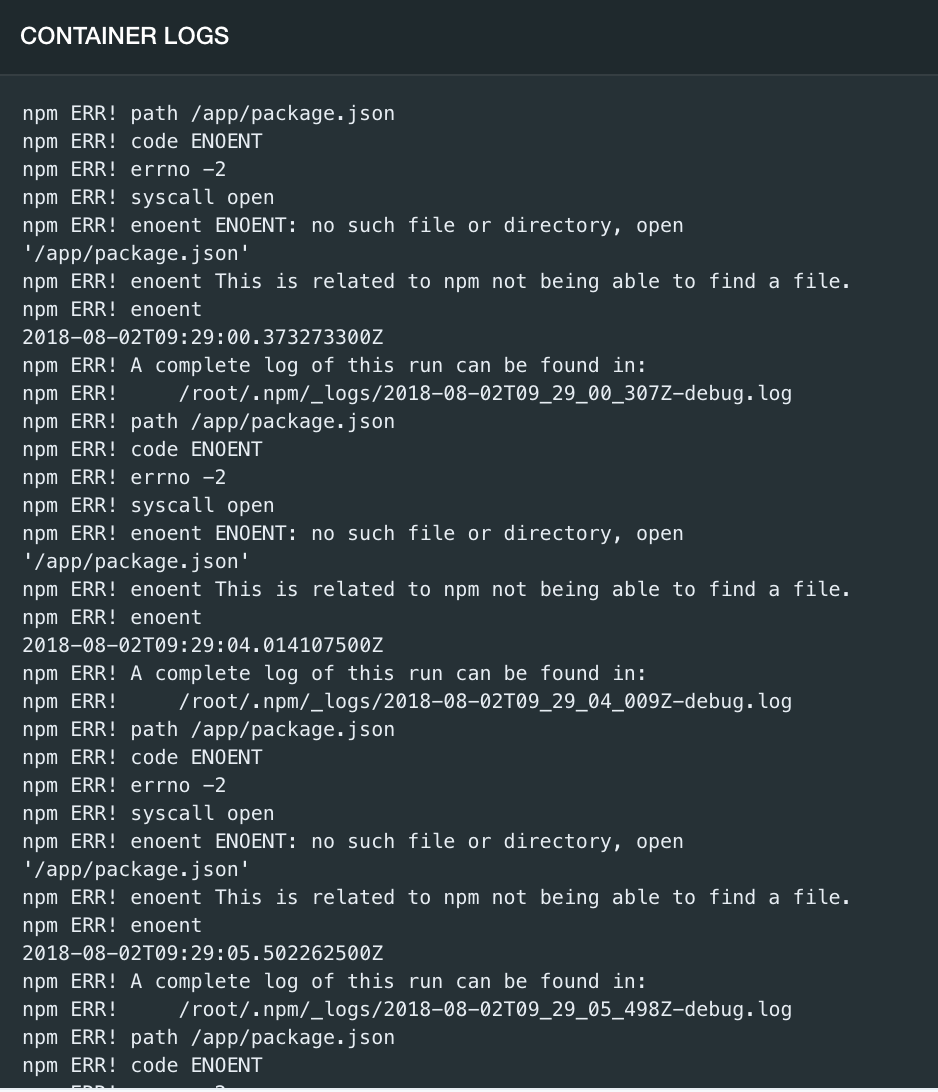 CONTAINER LOGS
npm ERR! path /app/package.json
npm ERR! code ENOENT
npm ERR! errno -2
npm ERR! syscall open
npm ERR! enoent ENOENT: no such file or directory, open
'/app/package.json'
npm ERR! enoent This is related to npm not being able to find a file.
npm ERR! enoent
2018-08-02T09:29:00.373273300Z
npm ERR! A complete log of this run can be found in:
npm ERR!     /root/.npm/_logs/2018-08-02T09_29_00_307Z-debug.log
npm ERR! path /app/package.json
npm ERR! code ENOENT
npm ERR! errno -2
npm ERR! syscall open
npm ERR! enoent ENOENT: no such file or directory, open
'/app/package.json'
npm ERR! enoent This is related to npm not being able to find a file.
npm ERR! enoent
2018-08-02T09:29:04.014107500Z
npm ERR! A complete log of this run can be found in:
npm ERR!     /root/.npm/_logs/2018-08-02T09_29_04_009Z-debug.log
npm ERR! path /app/package.json
npm ERR! code ENOENT
npm ERR! errno -2
npm ERR! syscall open
npm ERR! enoent ENOENT: no such file or directory, open
'/app/package.json'
npm ERR! enoent This is related to npm not being able to find a file.
npm ERR! enoent
2018-08-02T09:29:05.502262500Z
npm ERR! A complete log of this run can be found in:
npm ERR!     /root/.npm/_logs/2018-08-02T09_29_05_498Z-debug.log
npm ERR! path /app/package.json
npm ERR! code ENOENT